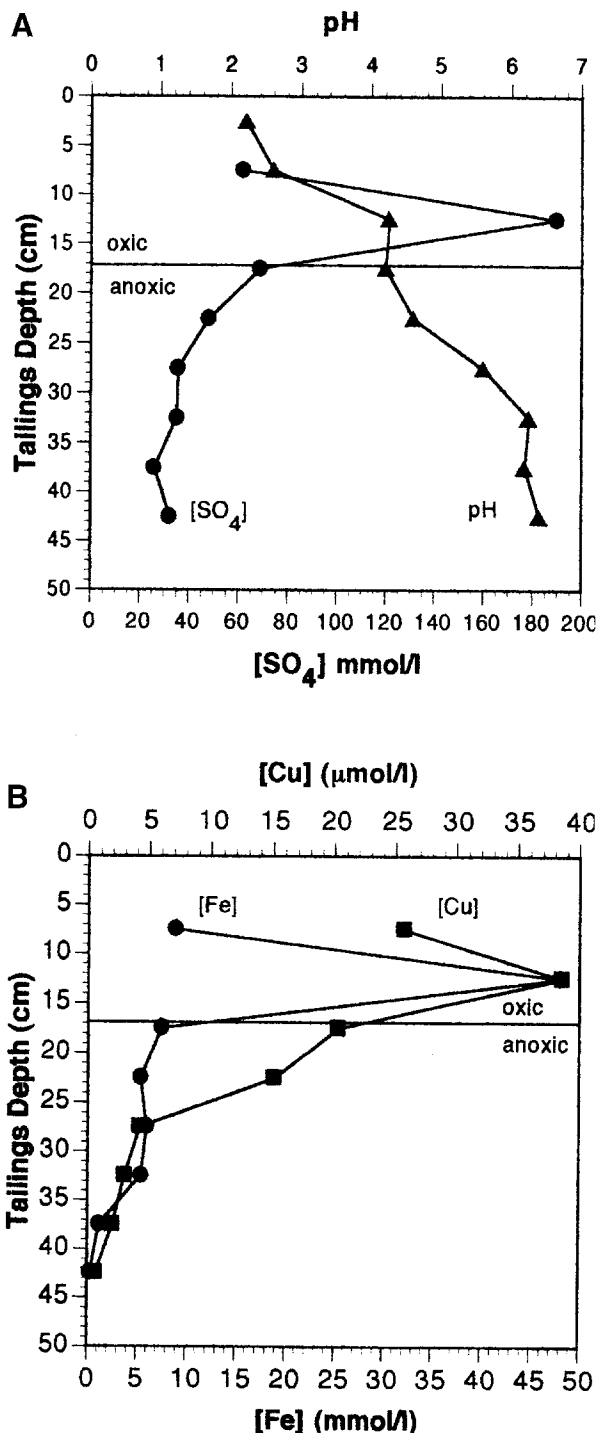 A
pH
0 1 2 3 4 5 6 7
0
5
10
15
20
25
30
35
40
45
50
Tailings Depth (cm)
oxic
anoxic
[SO4]
pH
0 20 40 60 80 100 120 140 160 180 200
[SO4] mmol/l
B
[Cu] (μmol/l)
0 5 10 15 20 25 30 35 40
0
5
10
15
20
25
30
35
40
45
50
Tailings Depth (cm)
[Fe] [Cu]
oxic
anoxic
0 5 10 15 20 25 30 35 40 45 50
[Fe] (mmol/l)